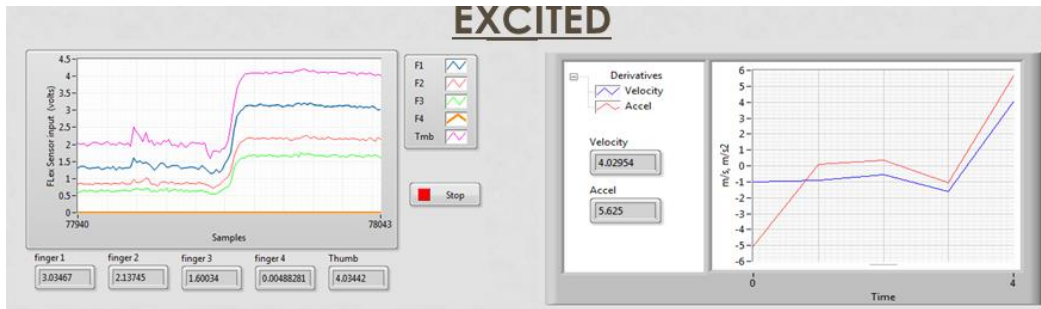 EXCITED
4.5
4
3.5
3
2.5
2
1.5
1
0.5
0
FLex Sensor input (volts)
77940
78043
Samples
F1
F2
F3
F4
Tmb
Stop
finger 1
3.03467
finger 2
2.13745
finger 3
1.60034
finger 4
0.00488281
Thumb
4.03442
Derivatives
Velocity
Accel
Velocity
4.02954
Accel
5.625
6
5
4
3
2
1
0
-1
-2
-3
-4
-5
-6
m/s, m/s2
0
4
Time